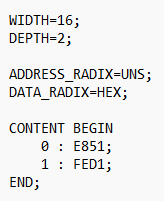 WIDTH=16;
DEPTH=2;
ADDRESS_RADIX=UNS;
DATA_RADIX=HEX;
CONTENT BEGIN
0 : E851;
1 : FED1;
END;